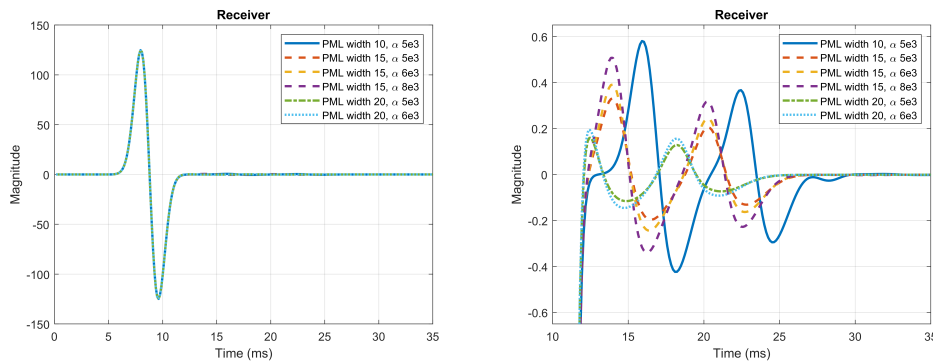 Receiver
150
100
50
0
-50
-100
-150
Magnitude
0 5 10 15 20 25 30 35
Time (ms)
PML width 10, α 5e3
PML width 15, α 5e3
PML width 15, α 6e3
PML width 15, α 8e3
PML width 20, α 5e3
PML width 20, α 6e3
Receiver
0.6
0.4
0.2
0
-0.2
-0.4
-0.6
Magnitude
10 15 20 25 30 35
Time (ms)
PML width 10, α 5e3
PML width 15, α 5e3
PML width 15, α 6e3
PML width 15, α 8e3
PML width 20, α 5e3
PML width 20, α 6e3